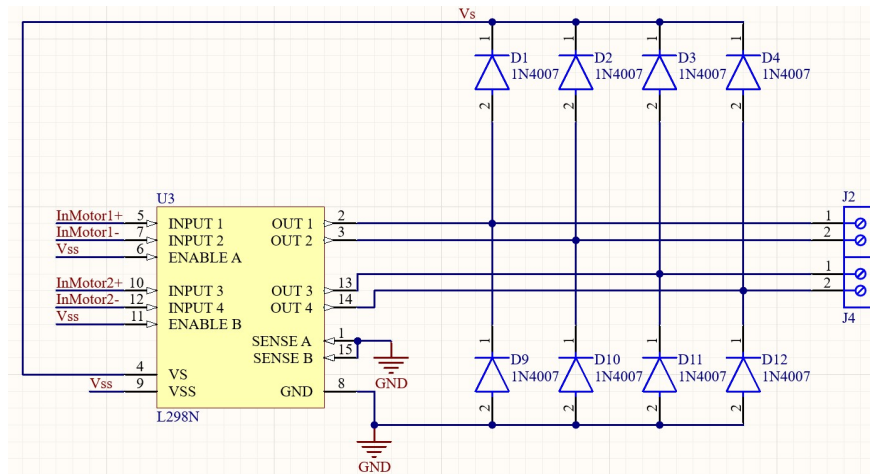 Vs
1 D1 1 D2 1 D3 1 D4
1N4007 1N4007 1N4007 1N4007
2 2 2 2
U3
J2
InMotor1+ 5 INPUT 1 OUT 1 2 1
InMotor1- 7 INPUT 2 OUT 2 3 2
Vss 6 ENABLE A
InMotor2+ 10 INPUT 3 OUT 3 13 1
InMotor2- 12 INPUT 4 OUT 4 14 2
Vss 11 ENABLE B
J4
SENSE A 1
SENSE B 15
GND
1 D9 1 D10 1 D11 1 D12
1N4007 1N4007 1N4007 1N4007
2 2 2 2
4 VS
Vss 9 VSS GND 8
L298N
GND